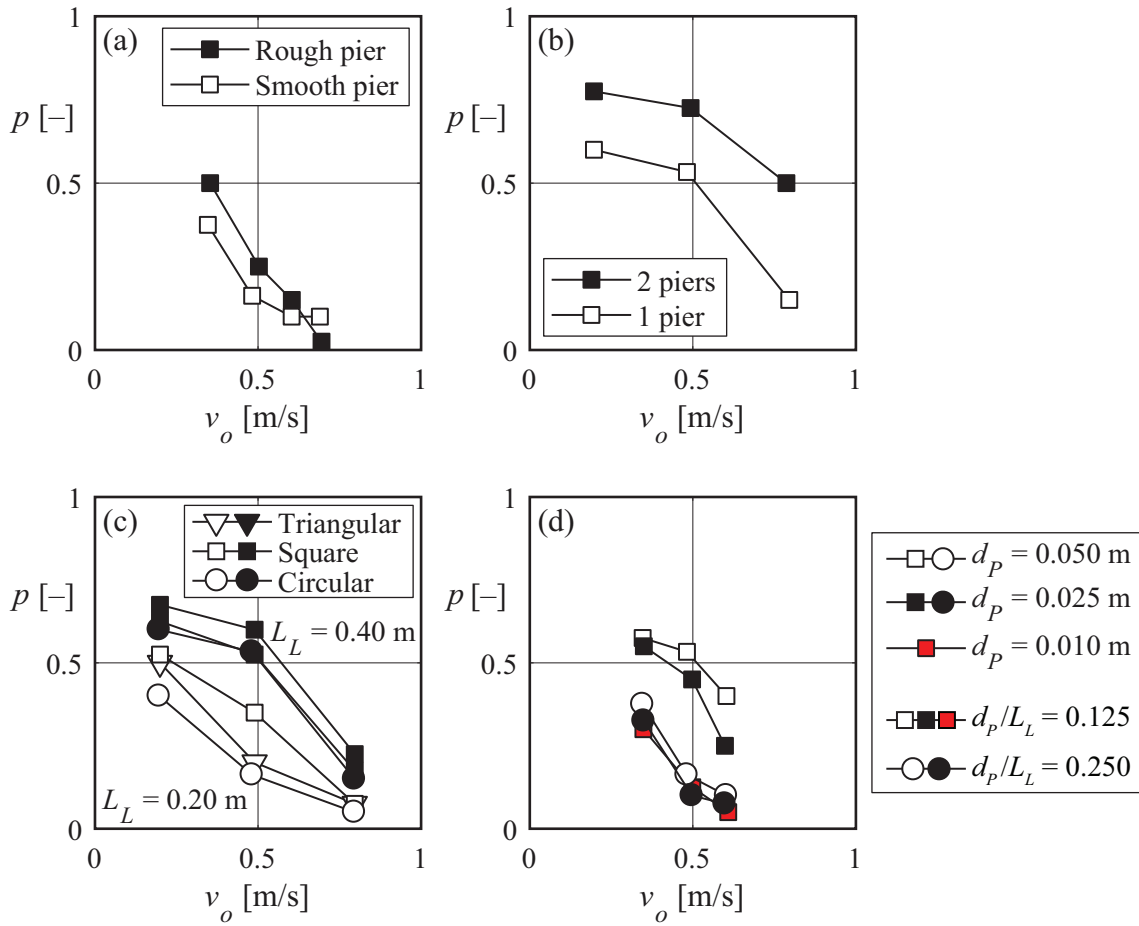 (a)
Rough pier
Smooth pier
p [–]
1
0.5
0
0
0.5
1
v_o [m/s]
(b)
2 piers
1 pier
p [–]
1
0.5
0
0
0.5
1
v_o [m/s]
(c)
Triangular
Square
Circular
L_L = 0.40 m
L_L = 0.20 m
p [–]
1
0.5
0
0
0.5
1
v_o [m/s]
(d)
p [–]
1
0.5
0
0
0.5
1
v_o [m/s]
d_P = 0.050 m
d_P = 0.025 m
d_P = 0.010 m
d_P/L_L = 0.125
d_P/L_L = 0.250